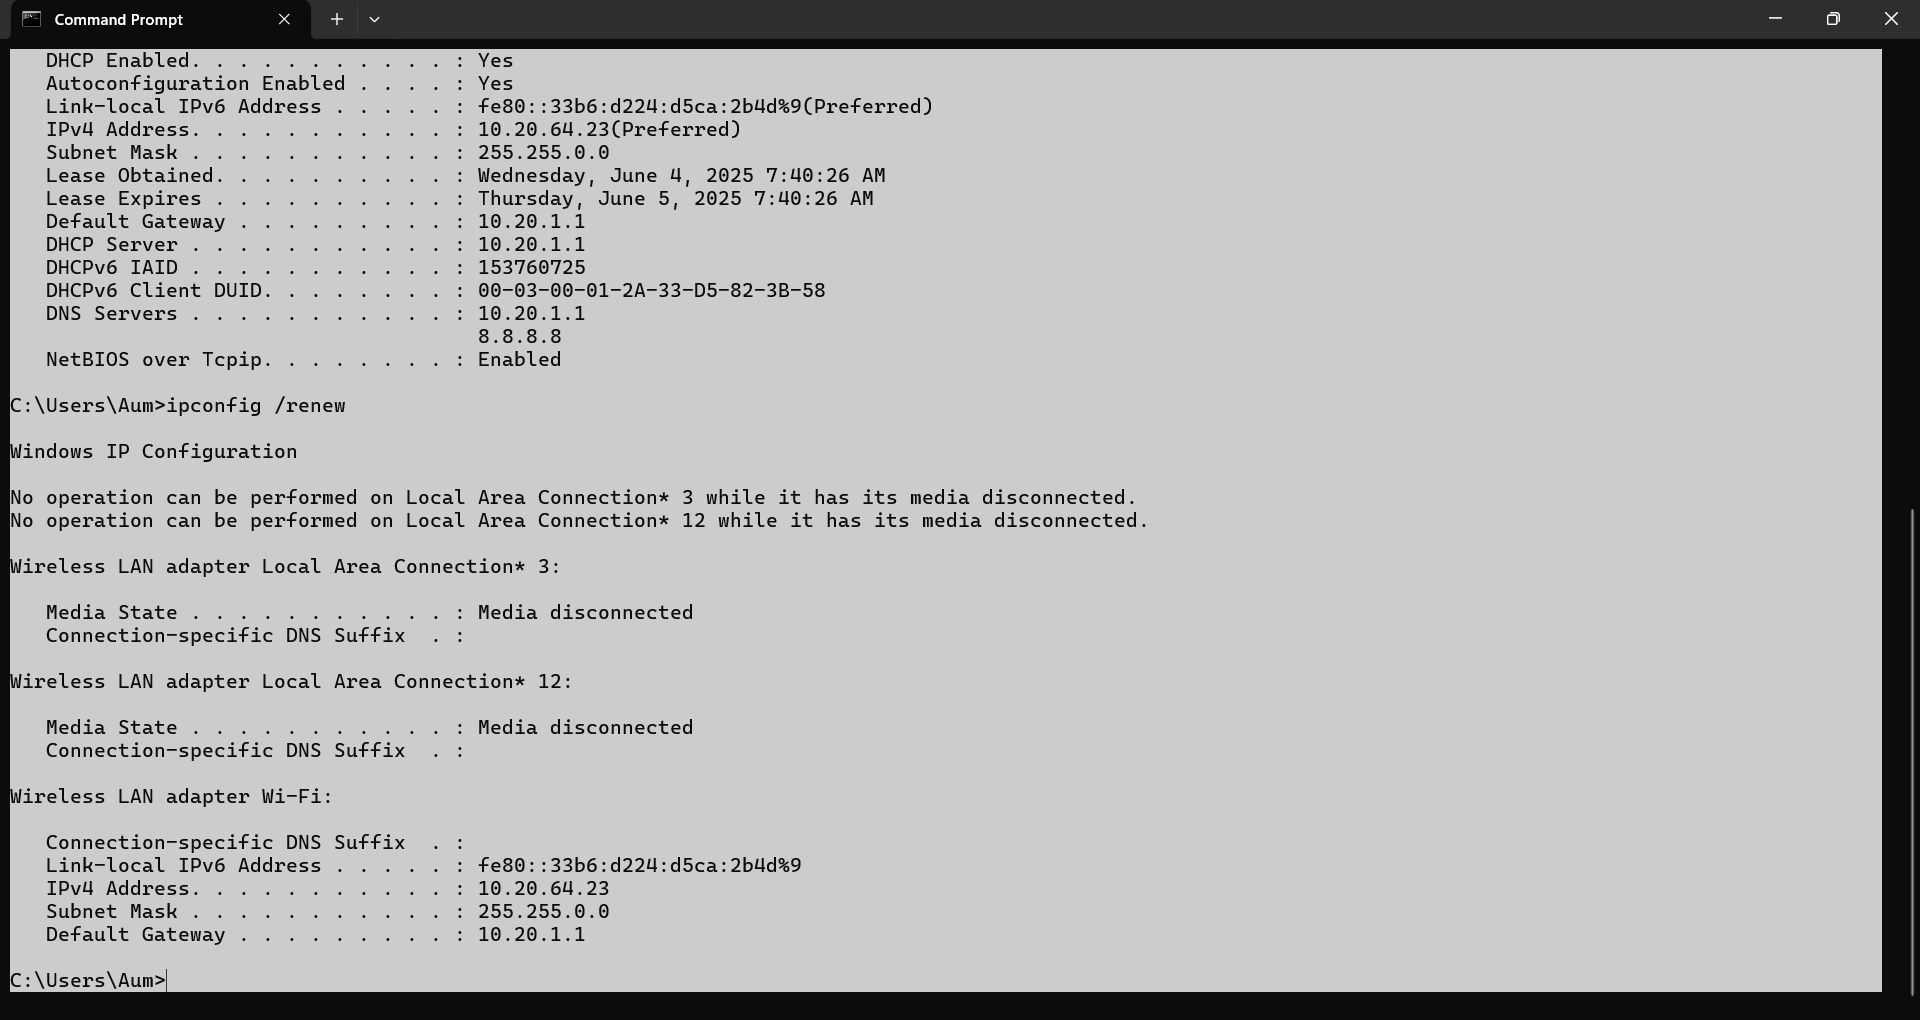 Command Prompt
   DHCP Enabled. . . . . . . . . . . : Yes
   Autoconfiguration Enabled . . . . : Yes
   Link-local IPv6 Address . . . . . : fe80::33b6:d224:d5ca:2b4d%9(Preferred)
   IPv4 Address. . . . . . . . . . . : 10.20.64.23(Preferred)
   Subnet Mask . . . . . . . . . . . : 255.255.0.0
   Lease Obtained. . . . . . . . . . : Wednesday, June 4, 2025 7:40:26 AM
   Lease Expires . . . . . . . . . . : Thursday, June 5, 2025 7:40:26 AM
   Default Gateway . . . . . . . . . : 10.20.1.1
   DHCP Server . . . . . . . . . . . : 10.20.1.1
   DHCPv6 IAID . . . . . . . . . . . : 153760725
   DHCPv6 Client DUID. . . . . . . . : 00-03-00-01-2A-33-D5-82-3B-58
   DNS Servers . . . . . . . . . . . : 10.20.1.1
                                       8.8.8.8
   NetBIOS over Tcpip. . . . . . . . : Enabled

C:\Users\Aum>ipconfig /renew

Windows IP Configuration

No operation can be performed on Local Area Connection* 3 while it has its media disconnected.
No operation can be performed on Local Area Connection* 12 while it has its media disconnected.

Wireless LAN adapter Local Area Connection* 3:

   Media State . . . . . . . . . . . : Media disconnected
   Connection-specific DNS Suffix  . :

Wireless LAN adapter Local Area Connection* 12:

   Media State . . . . . . . . . . . : Media disconnected
   Connection-specific DNS Suffix  . :

Wireless LAN adapter Wi-Fi:

   Connection-specific DNS Suffix  . :
   Link-local IPv6 Address . . . . . : fe80::33b6:d224:d5ca:2b4d%9
   IPv4 Address. . . . . . . . . . . : 10.20.64.23
   Subnet Mask . . . . . . . . . . . : 255.255.0.0
   Default Gateway . . . . . . . . . : 10.20.1.1

C:\Users\Aum>